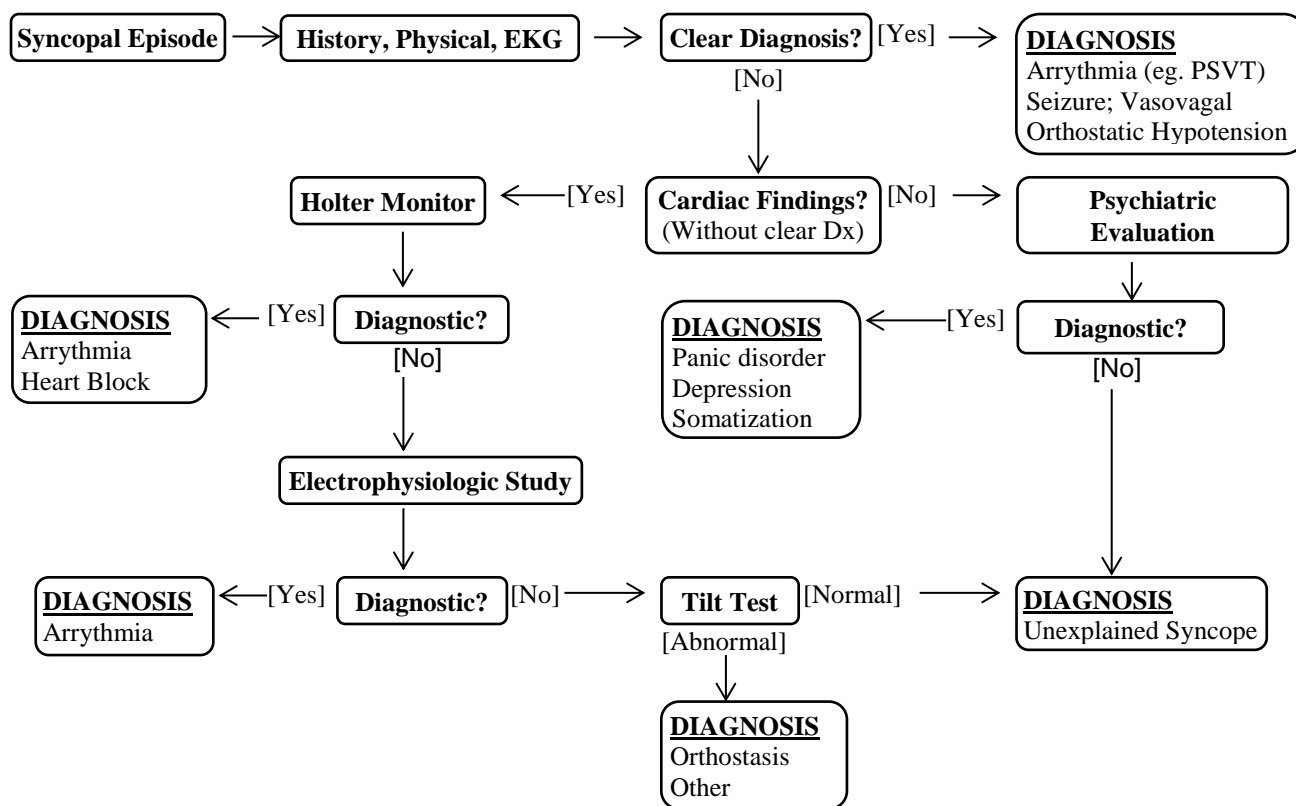 Syncopal Episode
History, Physical, EKG
Clear Diagnosis?
[Yes]
DIAGNOSIS
Arrythmia (eg. PSVT)
Seizure; Vasovagal
Orthostatic Hypotension
[No]
Holter Monitor
[Yes]
Cardiac Findings?
(Without clear Dx)
[No]
Psychiatric
Evaluation
DIAGNOSIS
Arrythmia
Heart Block
[Yes]
Diagnostic?
[No]
DIAGNOSIS
Panic disorder
Depression
Somatization
[Yes]
Diagnostic?
[No]
Electrophysiologic Study
DIAGNOSIS
Arrythmia
[Yes]
Diagnostic?
[No]
Tilt Test
[Normal]
[Abnormal]
DIAGNOSIS
Unexplained Syncope
DIAGNOSIS
Orthostasis
Other